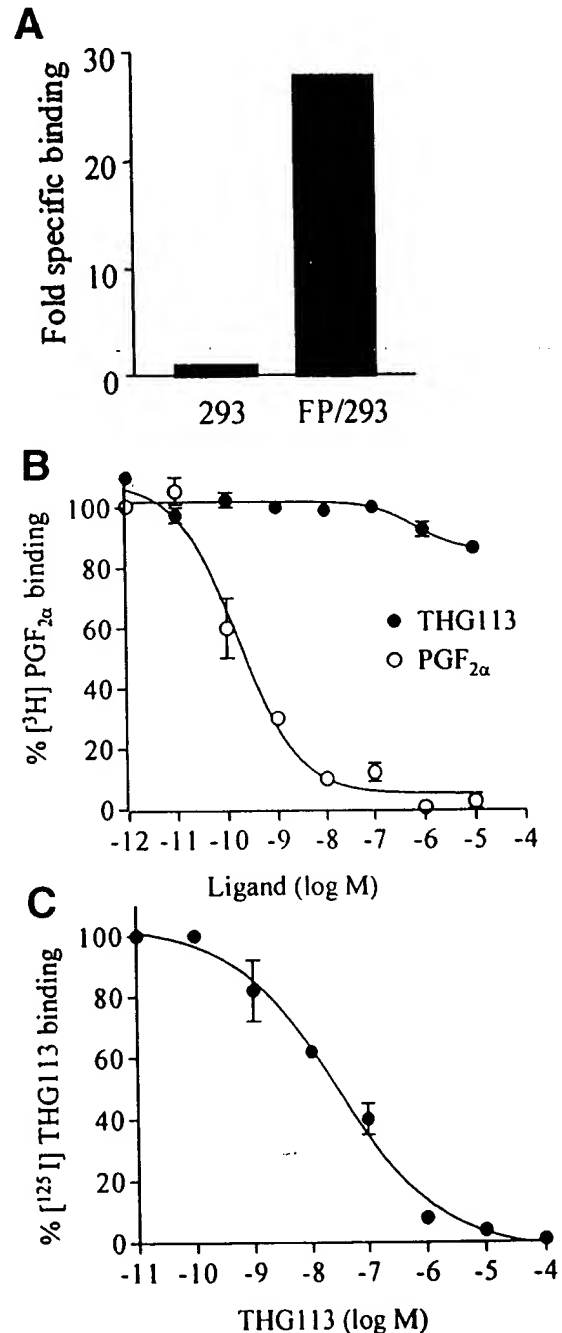 A
Fold specific binding
30
20
10
0
293 FP/293
B
% [³H] PGF₂α binding
100
80
60
40
20
0
● THG113
○ PGF₂α
-12 -11 -10 -9 -8 -7 -6 -5 -4
Ligand (log M)
C
% [¹²⁵I] THG113 binding
100
80
60
40
20
0
-11 -10 -9 -8 -7 -6 -5 -4
THG113 (log M)